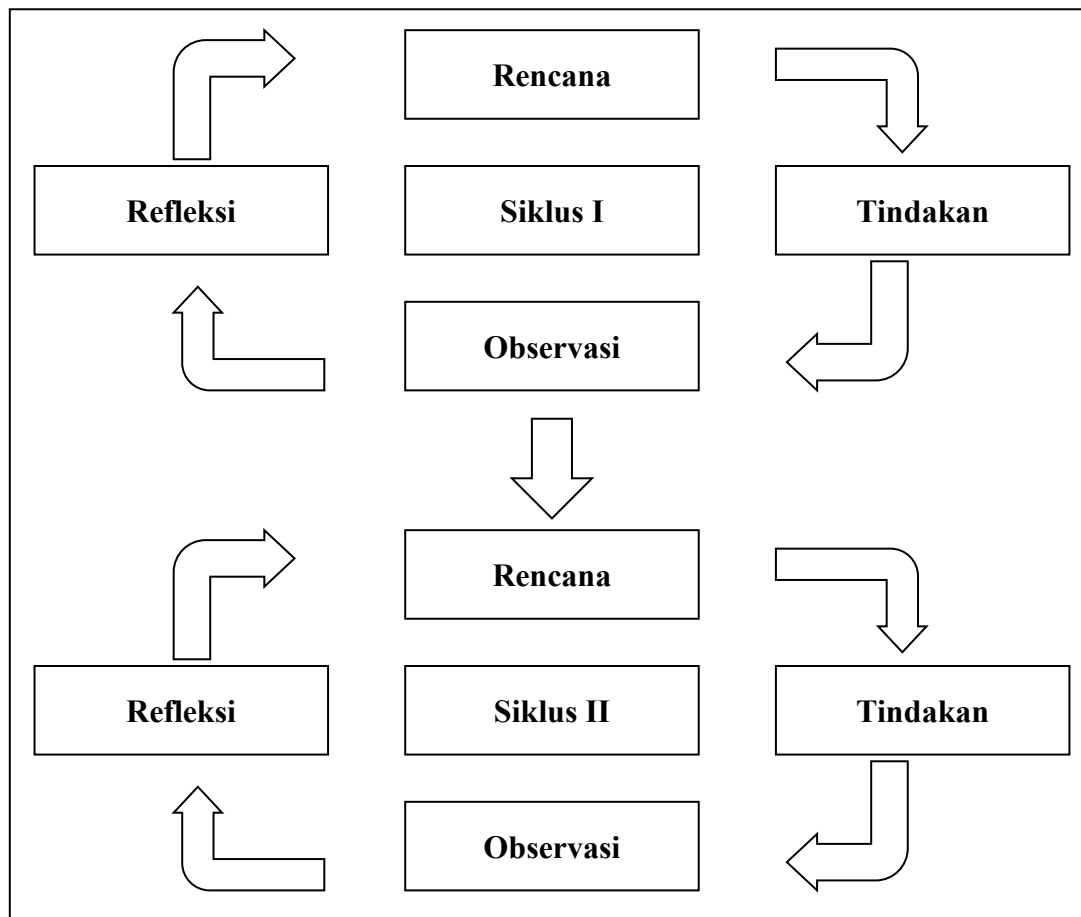 Rencana
Refleksi
Siklus I
Tindakan
Observasi
Rencana
Refleksi
Siklus II
Tindakan
Observasi